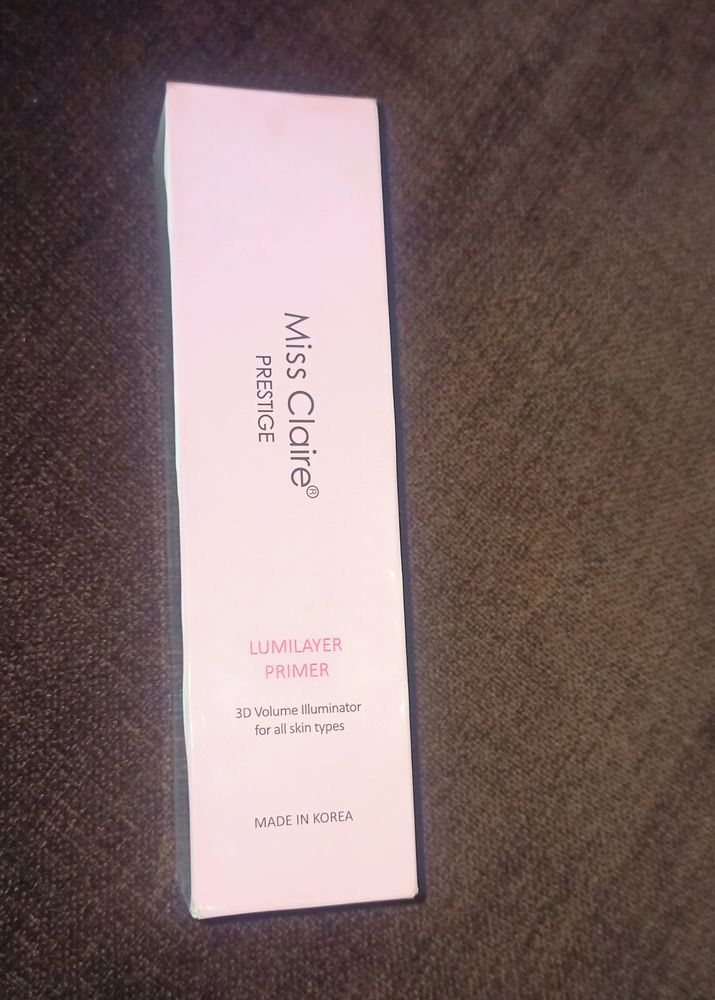 Miss Claire®
PRESTIGE
LUMILAYER
PRIMER
3D Volume Illuminator
for all skin types
MADE IN KOREA